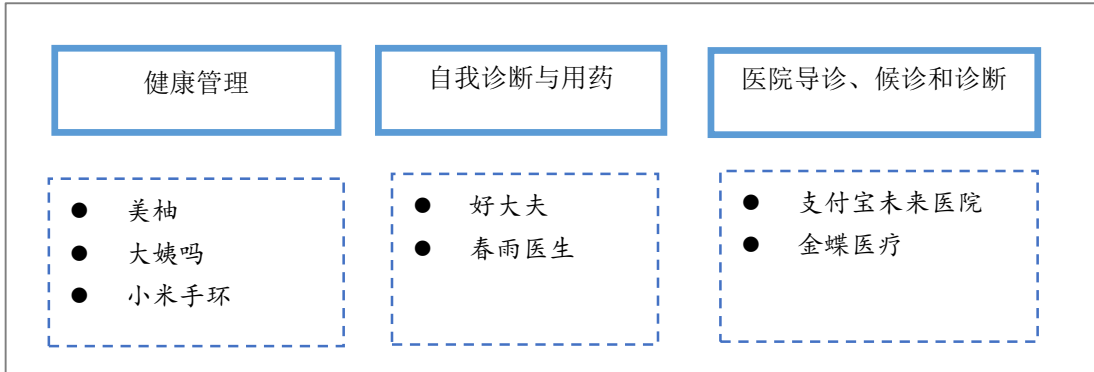 健康管理
自我诊断与用药
医院导诊、候诊和诊断
● 美柚
● 大姨吗
● 小米手环
● 好大夫
● 春雨医生
● 支付宝未来医院
● 金蝶医疗